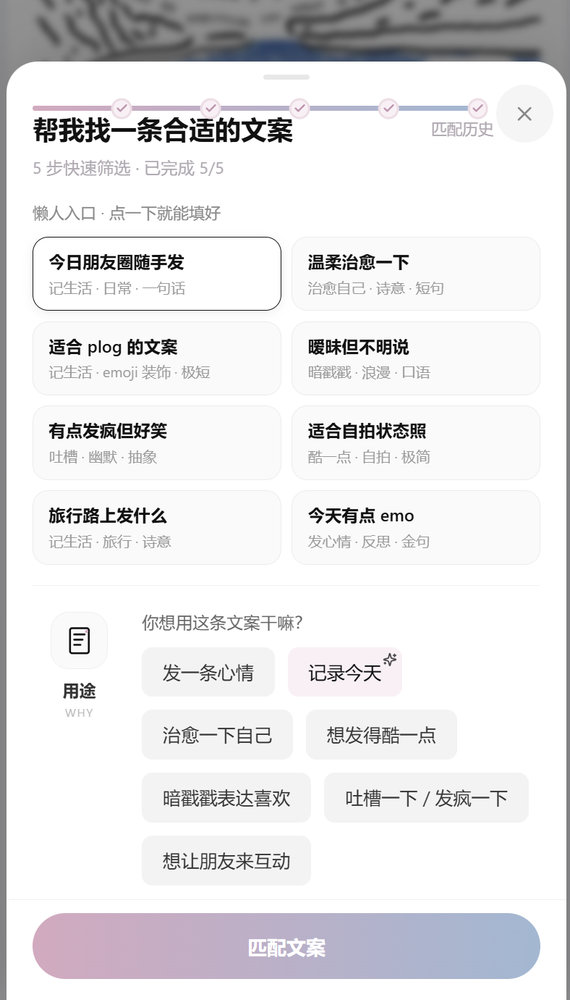 帮我找一条合适的文案
匹配历史
5 步快速筛选 · 已完成 5/5
懒人入口 · 点一下就能填好
今日朋友圈随手发
记生活 · 日常 · 一句话
温柔治愈一下
治愈自己 · 诗意 · 短句
适合 plog 的文案
记生活 · emoji 装饰 · 极短
暧昧但不明说
暗戳戳 · 浪漫 · 口语
有点发疯但好笑
吐槽 · 幽默 · 抽象
适合自拍状态照
酷一点 · 自拍 · 极简
旅行路上发什么
记生活 · 旅行 · 诗意
今天有点 emo
发心情 · 反思 · 金句
用途
WHY
你想用这条文案干嘛?
发一条心情
记录今天
治愈一下自己
想发得酷一点
暗戳戳表达喜欢
吐槽一下 / 发疯一下
想让朋友来互动
匹配文案